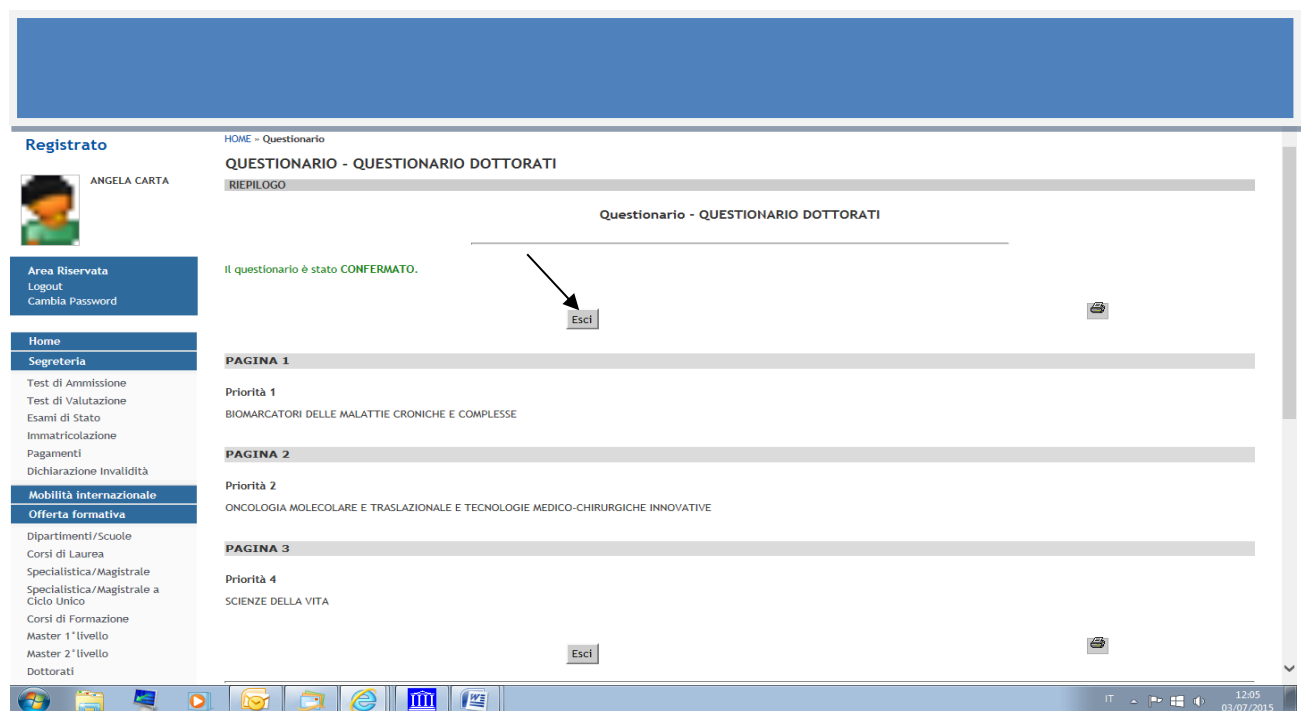 Registrato
ANGELA CARTA
Area Riservata
Logout
Cambia Password
Home
Segreteria
Test di Ammissione
Test di Valutazione
Esami di Stato
Immatricolazione
Pagamenti
Dichiarazione Invalidità
Mobilità internazionale
Offerta formativa
Dipartimenti/Scuole
Corsi di Laurea
Specialistica/Magistrale
Specialistica/Magistrale a
Ciclo Unico
Corsi di Formazione
Master 1°livello
Master 2°livello
Dottorati
HOME » Questionario
QUESTIONARIO - QUESTIONARIO DOTTORATI
RIEPILOGO
Questionario - QUESTIONARIO DOTTORATI
Il questionario è stato CONFERMATO.
Esci
PAGINA 1
Priorità 1
BIOMARCATORI DELLE MALATTIE CRONICHE E COMPLESSE
PAGINA 2
Priorità 2
ONCOLOGIA MOLECOLARE E TRASLAZIONALE E TECNOLOGIE MEDICO-CHIRURGICHE INNOVATIVE
PAGINA 3
Priorità 4
SCIENZE DELLA VITA
Esci
IT
12:05
03/07/2015